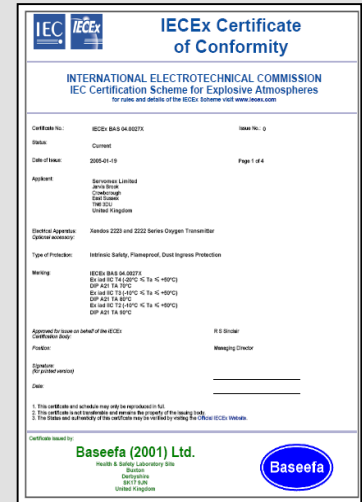 IEC IECEx
IECEx Certificate
of Conformity
INTERNATIONAL ELECTROTECHNICAL COMMISSION
IEC Certification Scheme for Explosive Atmospheres
for rules and details of the IECEx Scheme visit www.iecex.com
Certificate No.: IECEx BAS 04.0027X Issue No.: 0
Status: Current
Date of Issue: 2005-01-19 Page 1 of 4
Applicant: Servomex Limited
Jarvis Brook
Crowborough
East Sussex
TN6 3DU
United Kingdom
Electrical Apparatus: Xendos 2223 and 2222 Series Oxygen Transmitter
Optional accessory:
Type of Protection: Intrinsic Safety, Flameproof, Dust Ingress Protection
Marking: IECEx BAS 04.0027X
Ex iad IIC T4 (-20°C ≤ Ta ≤ +60°C)
DIP A21 TA 70°C
Ex iad IIC T3 (-10°C ≤ Ta ≤ +60°C)
DIP A21 TA 80°C
Ex iad IIC T2 (-10°C ≤ Ta ≤ +60°C)
DIP A21 TA 90°C
Approved for issue on behalf of the IECEx R S Sinclair
Certification Body:
Position: Managing Director
Signature:
(for printed version)
Date:
1. This certificate and schedule may only be reproduced in full.
2. This certificate is not transferable and remains the property of the issuing body.
3. The Status and authenticity of this certificate may be verified by visiting the Official IECEx Website.
Certificate issued by:
Baseefa (2001) Ltd.
Health & Safety Laboratory Site
Buxton
Derbyshire
SK17 9JN
United Kingdom
Baseefa